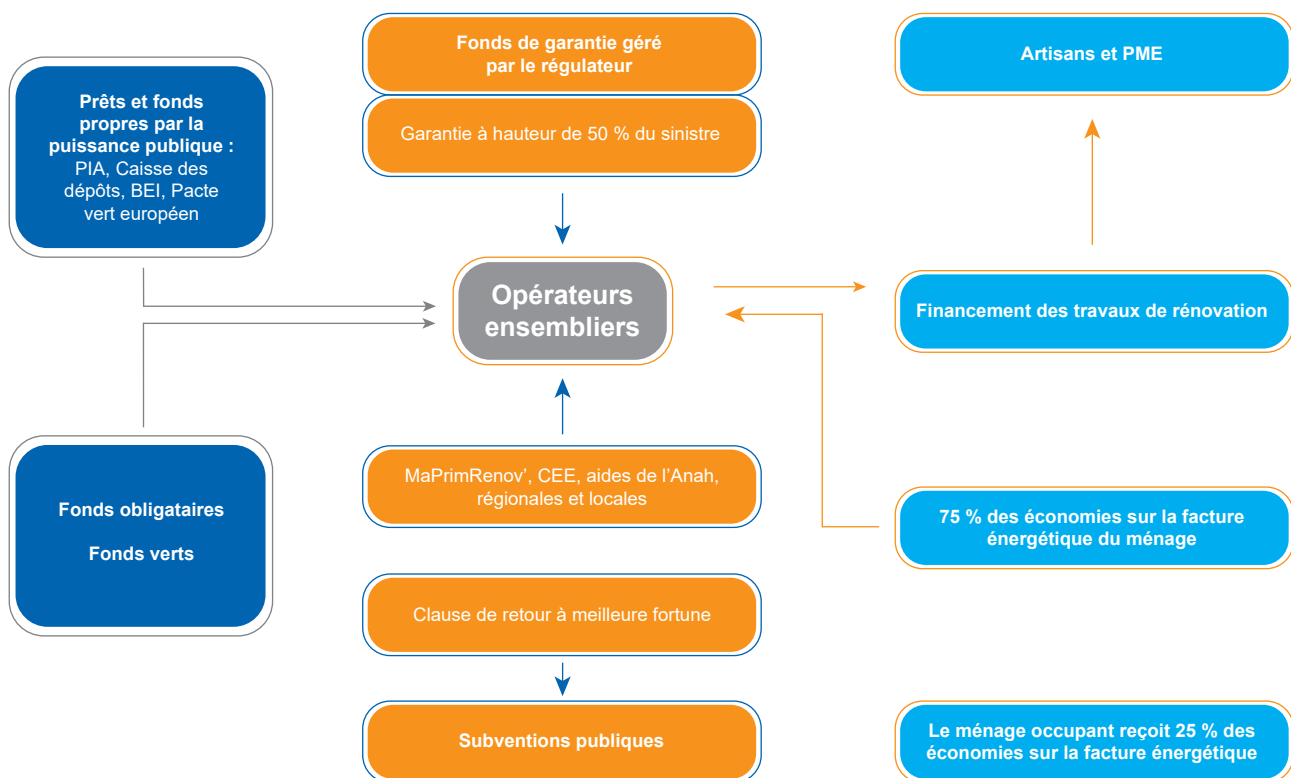 Prêts et fonds
propres par la
puissance publique :
PIA, Caisse des
dépôts, BEI, Pacte
vert européen
Fonds obligataires
Fonds verts
Fonds de garantie géré
par le régulateur
Garantie à hauteur de 50 % du sinistre
Opérateurs
ensembliers
MaPrimRenov’, CEE, aides de l’Anah,
régionales et locales
Clause de retour à meilleure fortune
Subventions publiques
Artisans et PME
Financement des travaux de rénovation
75 % des économies sur la facture
énergétique du ménage
Le ménage occupant reçoit 25 % des
économies sur la facture énergétique